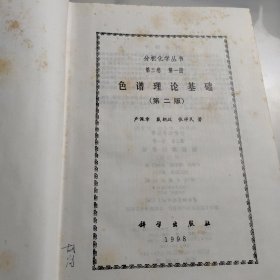 分析化学丛书
第三卷 第一册
色谱理论基础
(第二版)
卢佩章 戴朝政 张祥民 著
科学出版社
1998